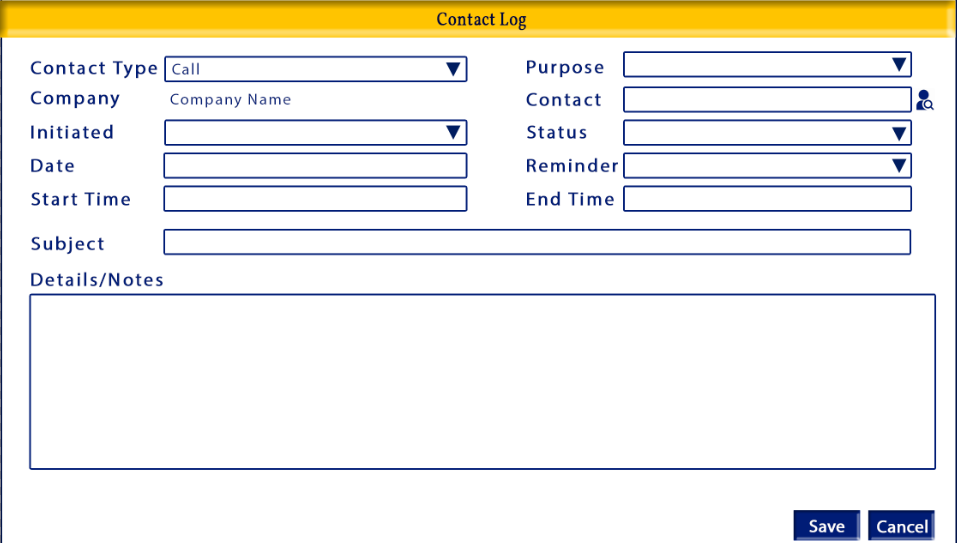 Contact Log
Contact Type Call Purpose
Company Company Name Contact
Initiated Status
Date Reminder
Start Time End Time
Subject
Details/Notes
Save Cancel